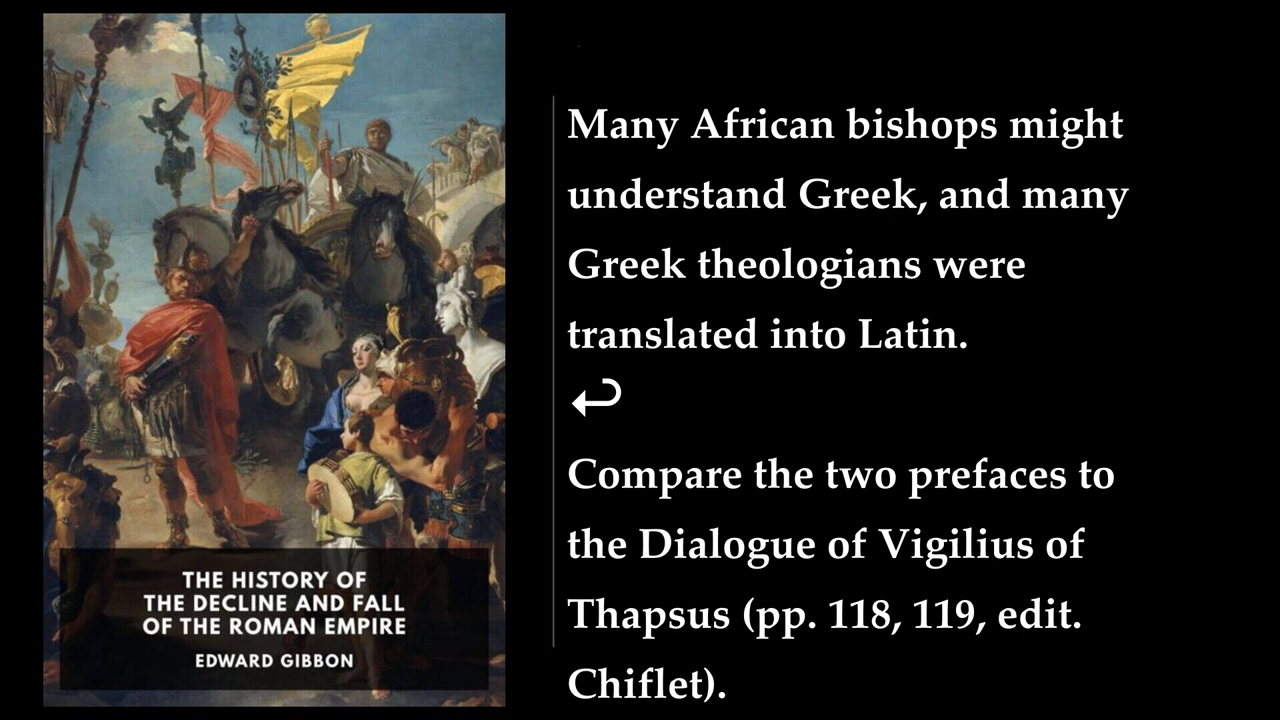 THE HISTORY OF
THE DECLINE AND FALL
OF THE ROMAN EMPIRE
EDWARD GIBBON
Many African bishops might
understand Greek, and many
Greek theologians were
translated into Latin.
↩
Compare the two prefaces to
the Dialogue of Vigilius of
Thapsus (pp. 118, 119, edit.
Chiflet).